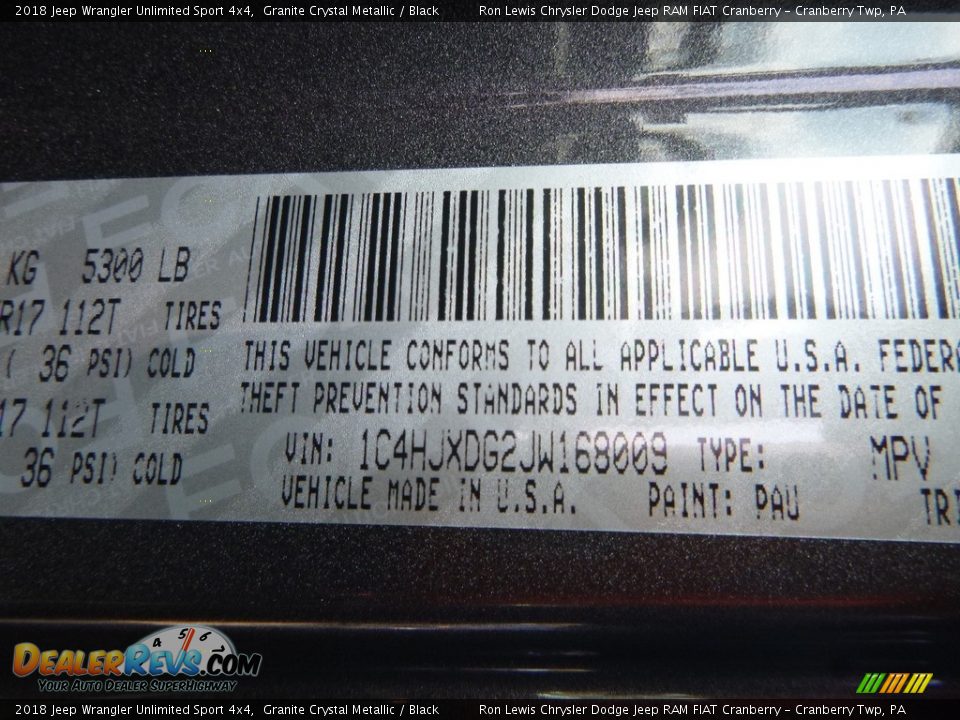 2018 Jeep Wrangler Unlimited Sport 4x4, Granite Crystal Metallic / Black Ron Lewis Chrysler Dodge Jeep RAM FIAT Cranberry – Cranberry Twp, PA
KG 5300 LB
R17 112T TIRES
( 36 PSI) COLD
17 112T TIRES
36 PSI) COLD
THIS VEHICLE CONFORMS TO ALL APPLICABLE U.S.A. FEDERA
THEFT PREVENTION STANDARDS IN EFFECT ON THE DATE OF
VIN: 1C4HJXDG2JW168009 TYPE: MPV
VEHICLE MADE IN U.S.A. PAINT: PAU TRI
4 5 6
DEALERREVS.COM
YOUR AUTO DEALER SUPERHIGHWAY
2018 Jeep Wrangler Unlimited Sport 4x4, Granite Crystal Metallic / Black Ron Lewis Chrysler Dodge Jeep RAM FIAT Cranberry – Cranberry Twp, PA